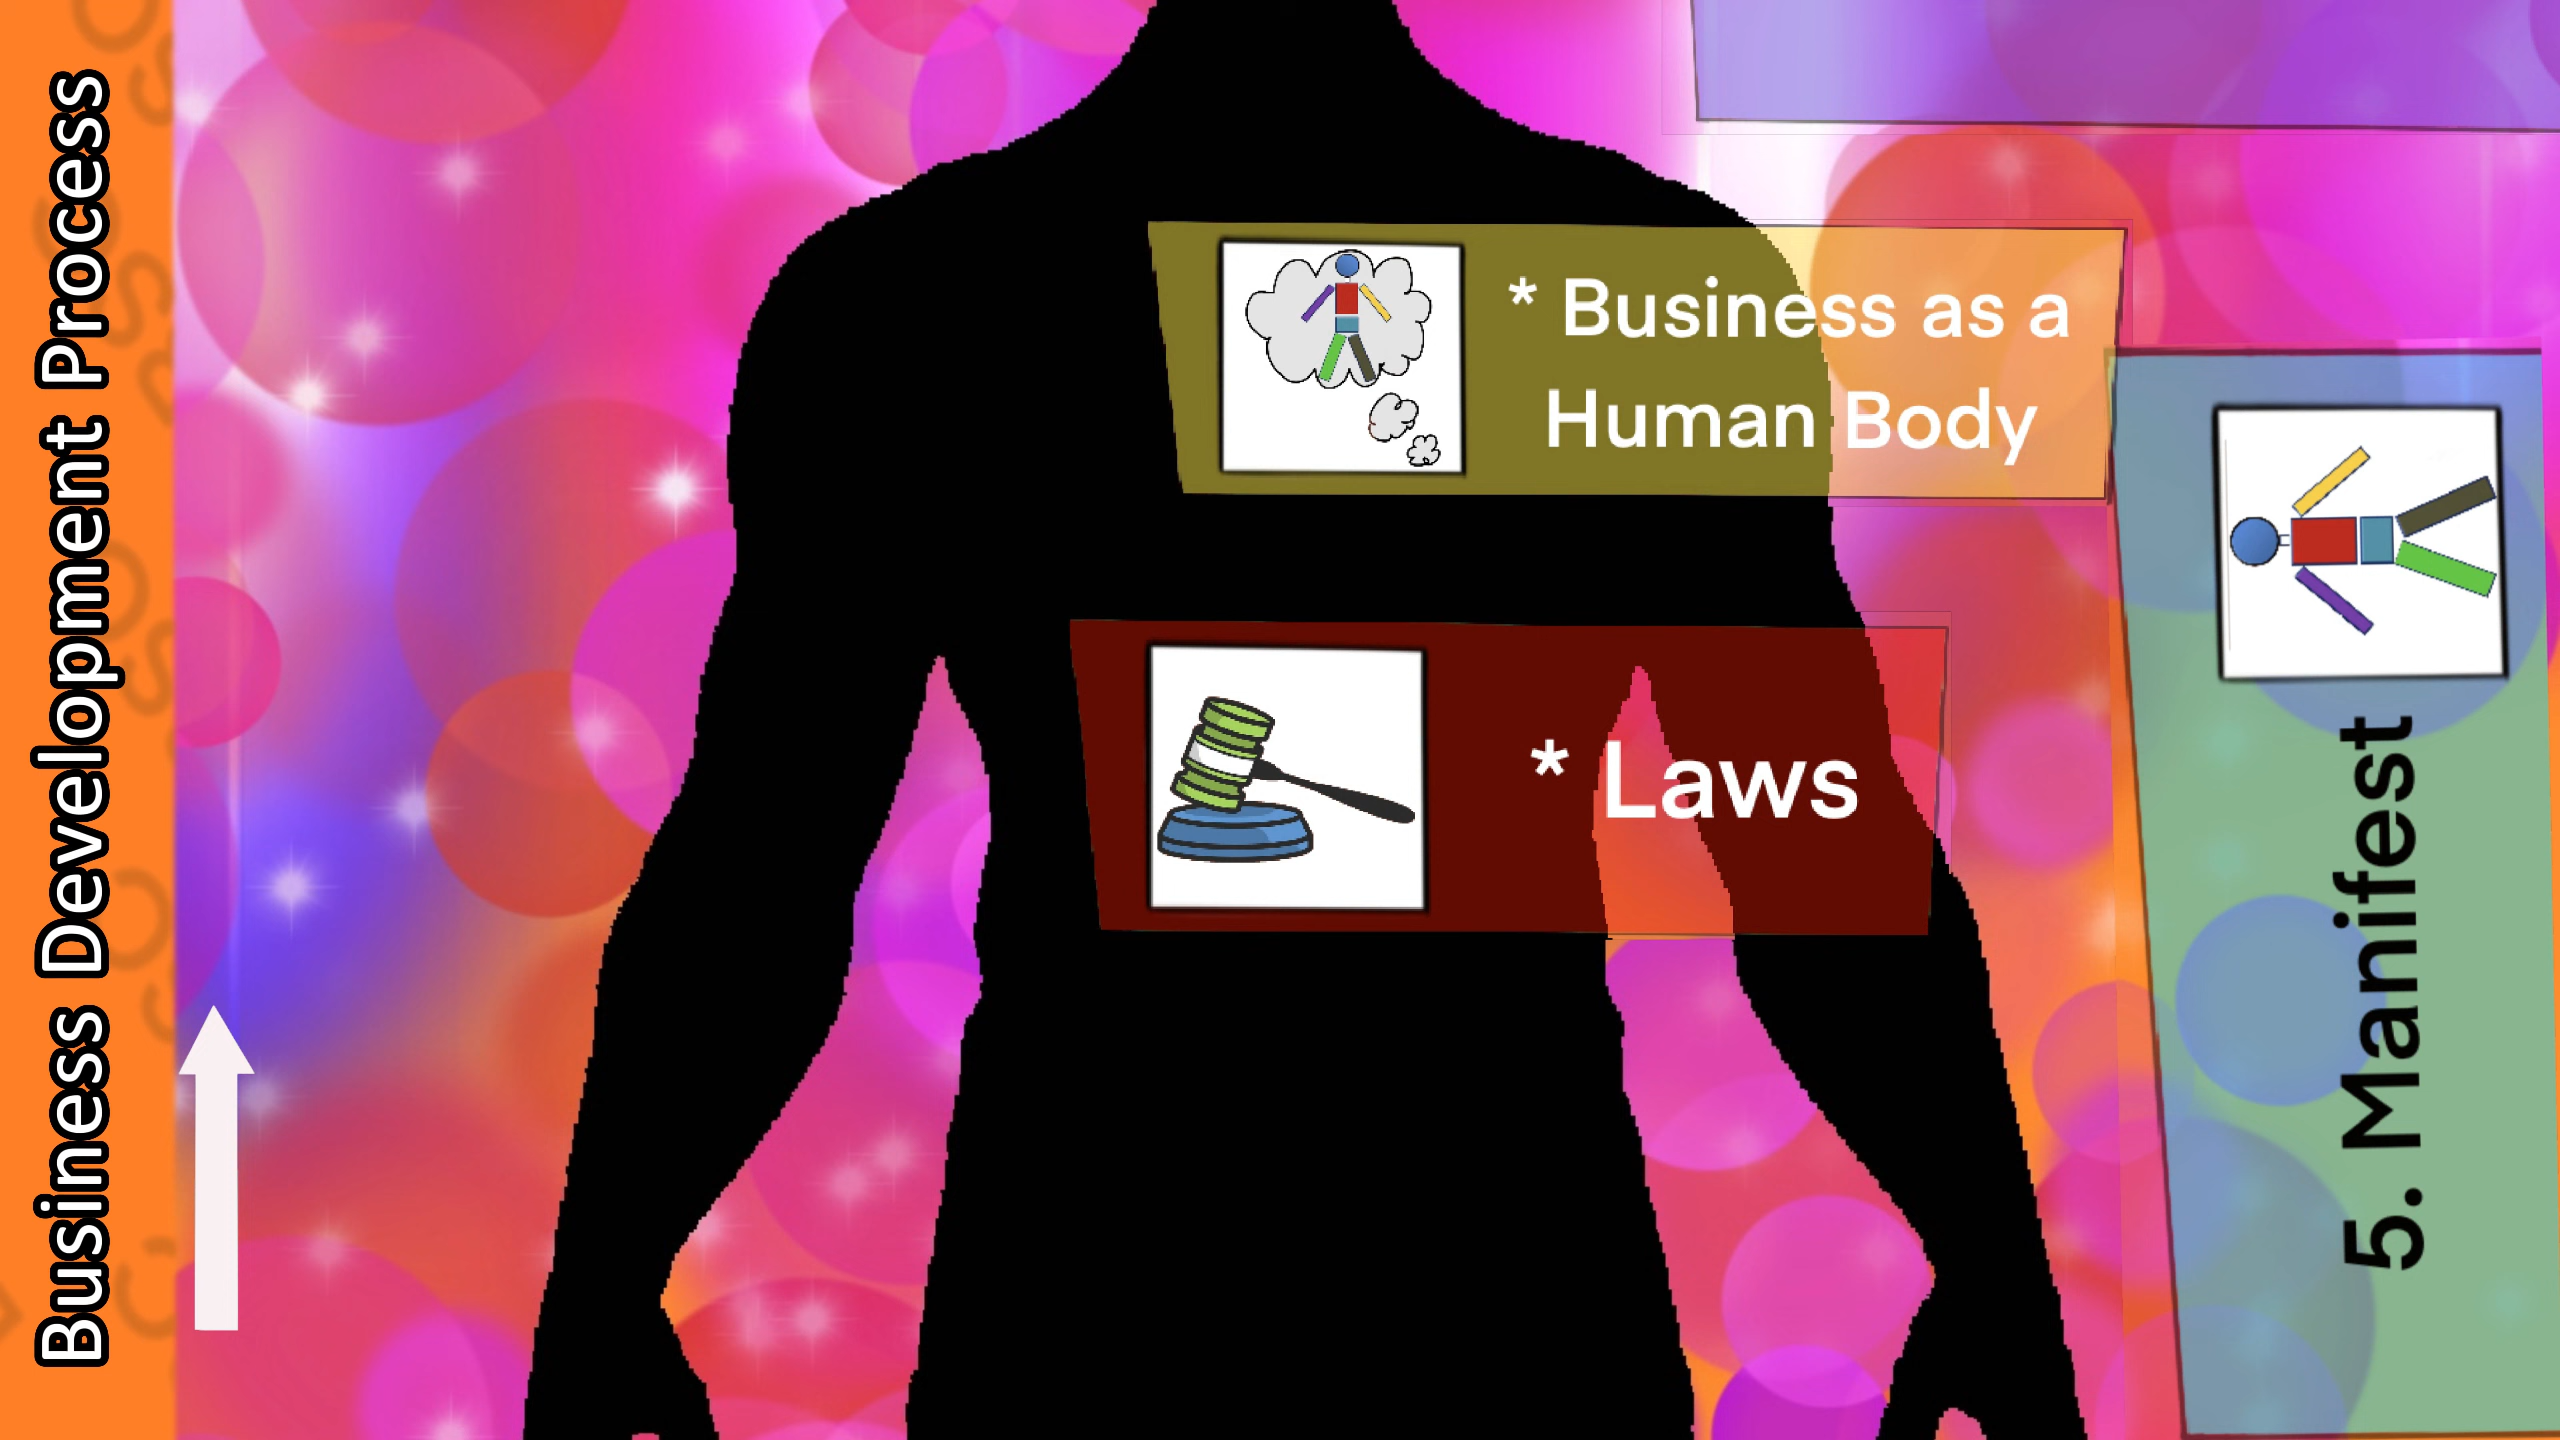 Business Development Process
* Business as a
Human Body
* Laws
5. Manifest